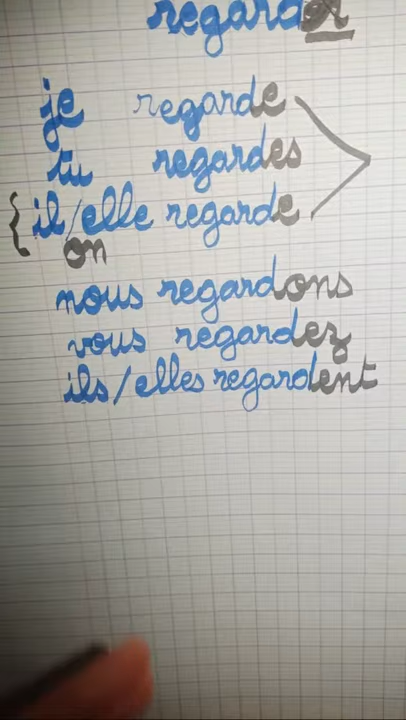 regarder
je regarde
tu regardes
{ il/elle regarde
on
nous regardons
vous regardez
ils/elles regardent